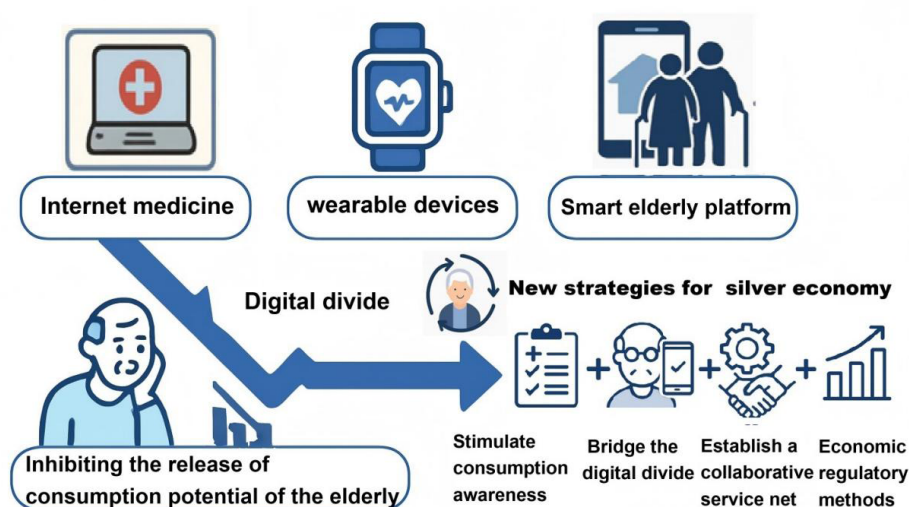 Internet medicine
wearable devices
Smart elderly platform
Digital divide
New strategies for silver economy
Inhibiting the release of
consumption potential of the elderly
Stimulate
consumption
awareness
Bridge the
digital divide
Establish a
collaborative
service net
Economic
regulatory
methods